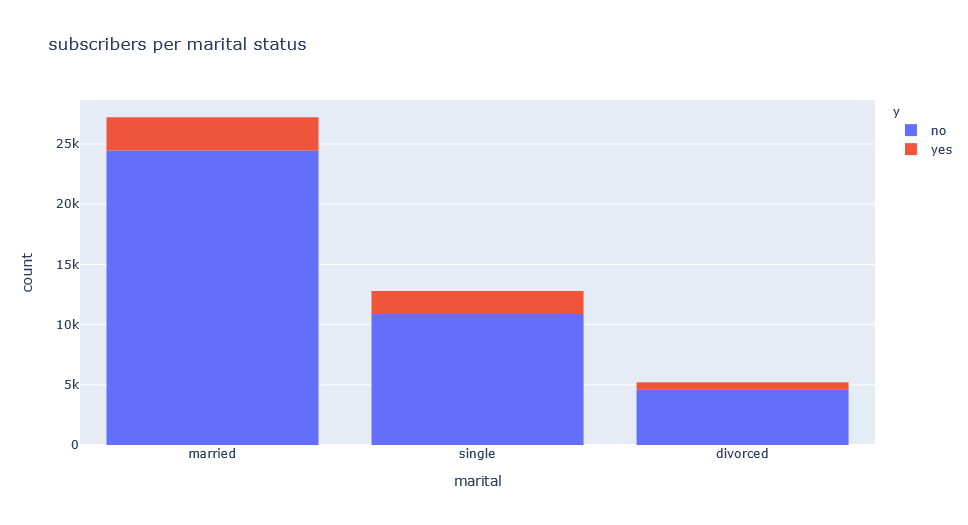 subscribers per marital status
y
no
yes
25k
20k
15k
10k
5k
0
count
married single divorced
marital